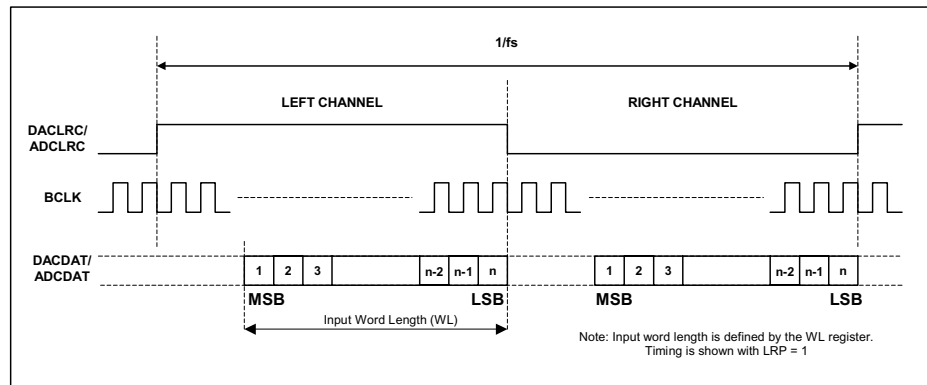 1/fs
LEFT CHANNEL
RIGHT CHANNEL
DACLRC/
ADCLRC
BCLK
DACDAT/
ADCDAT
1 2 3 n-2 n-1 n 1 2 3 n-2 n-1 n
MSB LSB MSB LSB
Input Word Length (WL)
Note: Input word length is defined by the WL register.
Timing is shown with LRP = 1